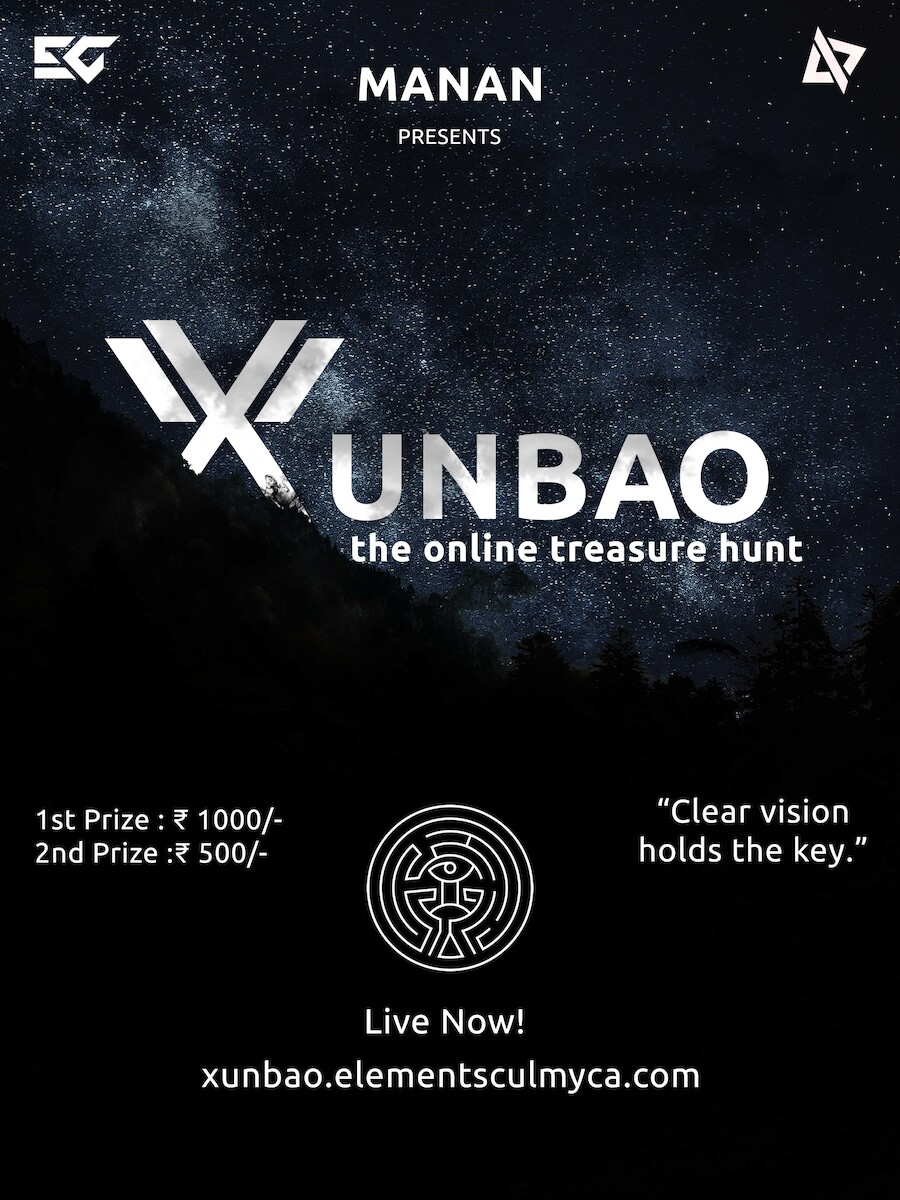 MANAN
PRESENTS
XUNBAO
the online treasure hunt
1st Prize : ₹ 1000/-
2nd Prize :₹ 500/-
“Clear vision
holds the key.”
Live Now!
xunbao.elementsculmyca.com